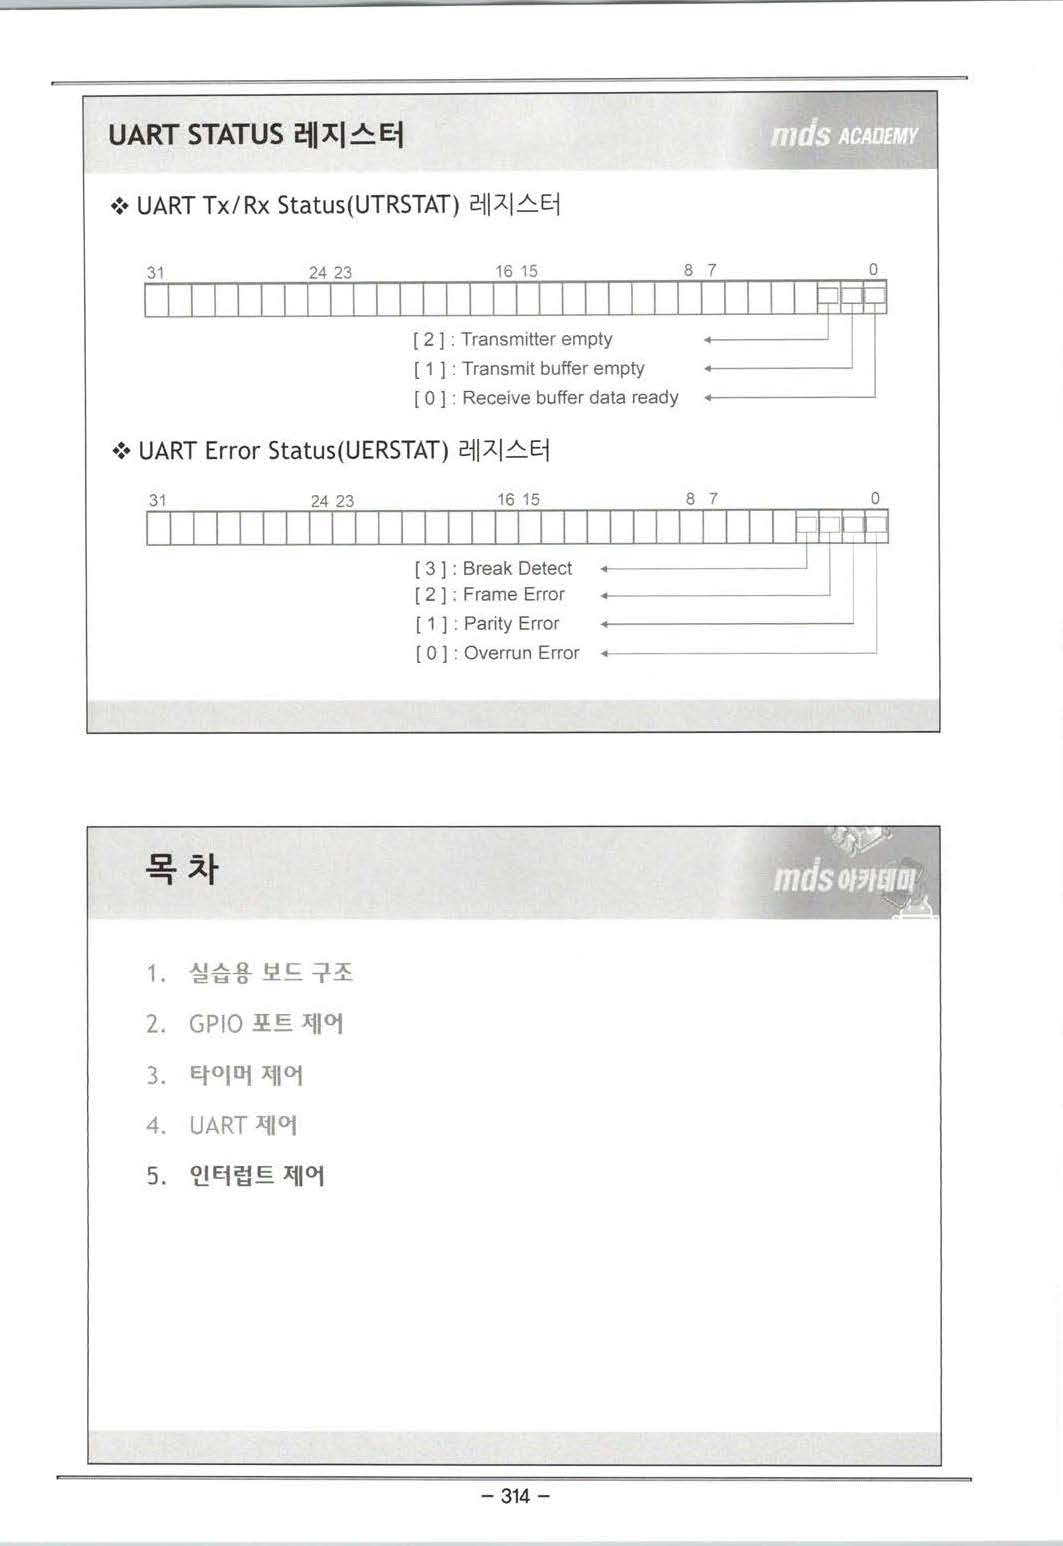 UART STATUS 레지스터
mds ACADEMY
❖ UART Tx/Rx Status(UTRSTAT) 레지스터
31 24 23 16 15 8 7 0
[ 2 ] : Transmitter empty
[ 1 ] : Transmit buffer empty
[ 0 ] : Receive buffer data ready
❖ UART Error Status(UERSTAT) 레지스터
31 24 23 16 15 8 7 0
[ 3 ] : Break Detect
[ 2 ] : Frame Error
[ 1 ] : Parity Error
[ 0 ] : Overrun Error
목 차
mds 아카데미
1. 실습용 보드 구조
2. GPIO 포트 제어
3. 타이머 제어
4. UART 제어
5. 인터럽트 제어
- 314 -